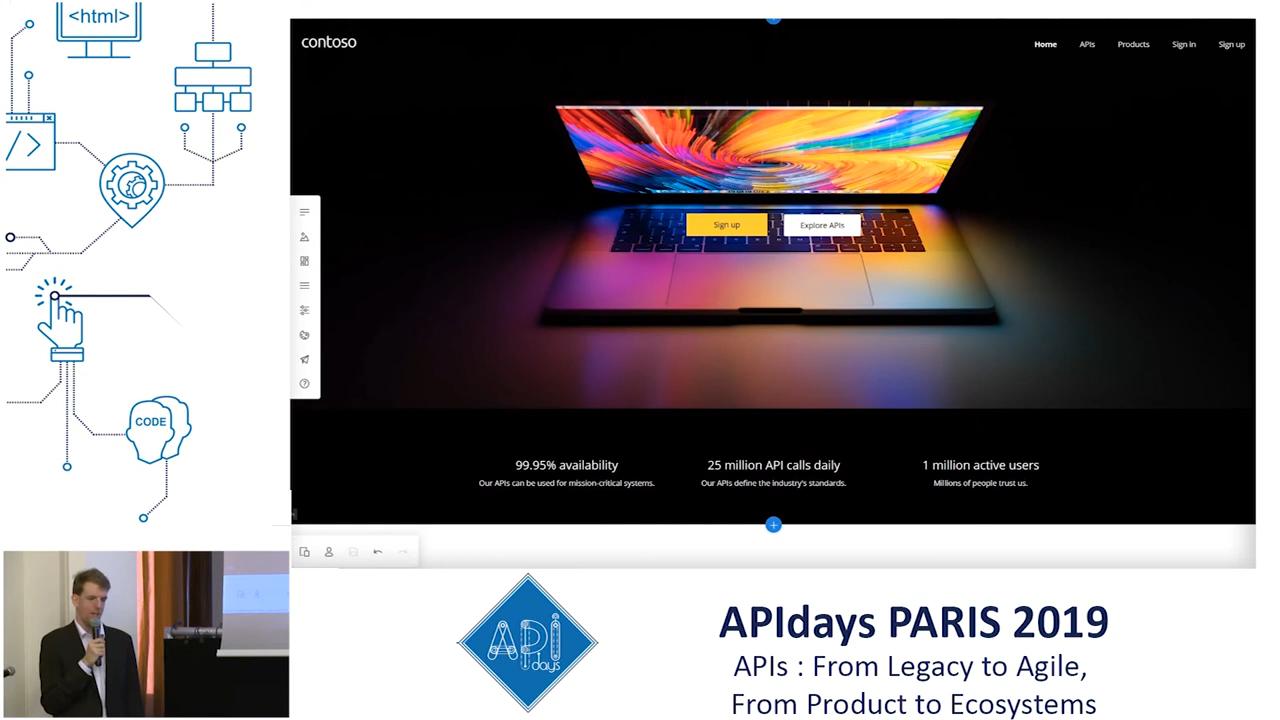 <html>
CODE
contoso
Home APIs Products Sign in Sign up
Sign up
Explore APIs
99.95% availability
Our APIs can be used for mission-critical systems.
25 million API calls daily
Our APIs define the industry's standards.
1 million active users
Millions of people trust us.
API
days
APIdays PARIS 2019
APIs : From Legacy to Agile,
From Product to Ecosystems